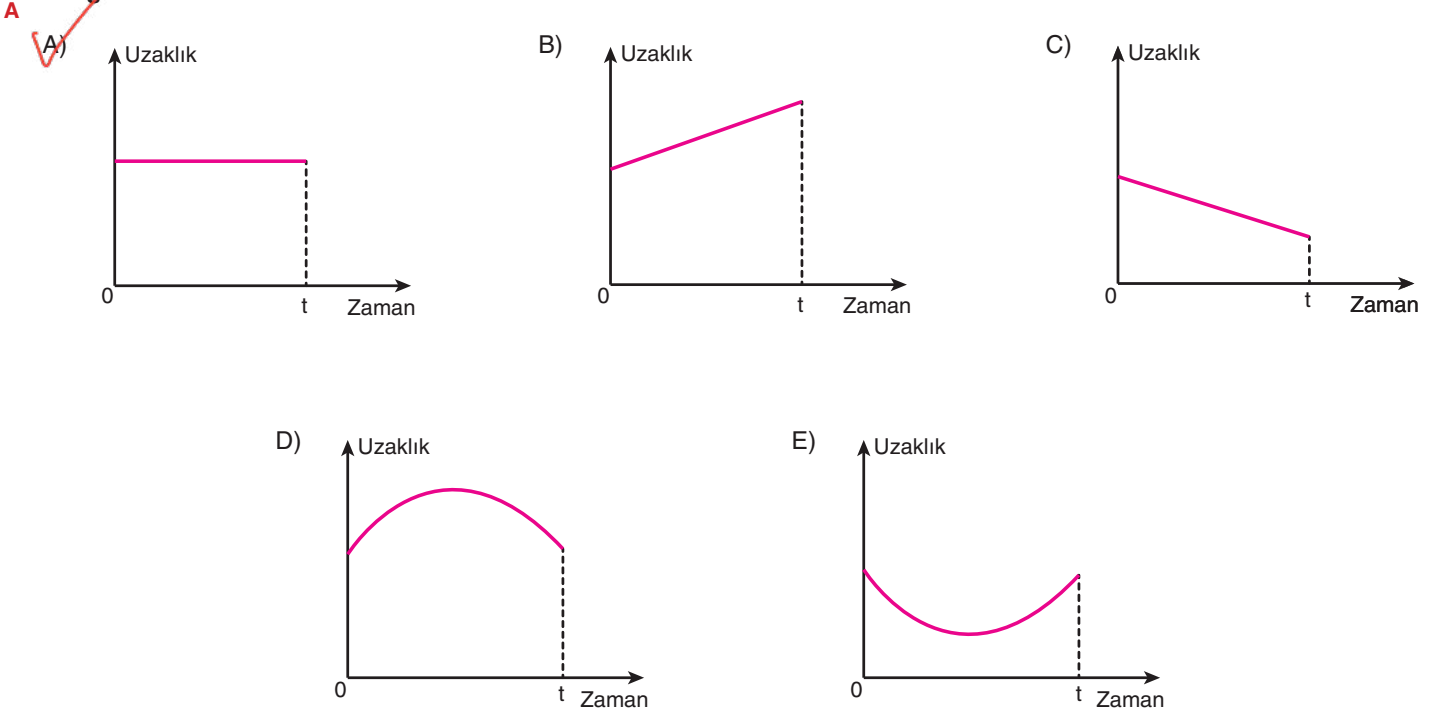 A
A)
Uzaklık
0
t
Zaman
B)
Uzaklık
0
t
Zaman
C)
Uzaklık
0
t
Zaman
D)
Uzaklık
0
t
Zaman
E)
Uzaklık
0
t
Zaman